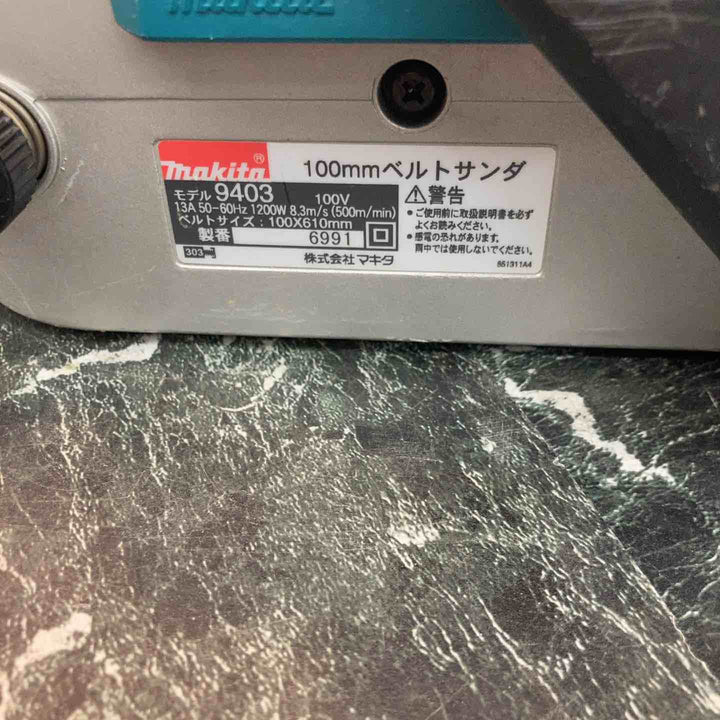 makita
makita®
100mmベルトサンダ
モデル 9403 100V
13A 50-60Hz 1200W 8.3m/s (500m/min)
ベルトサイズ：100X610mm
製番 6991
303
株式会社マキタ
⚠警告
・ご使用前に取扱説明書を必ず
よくお読みください。
・感電の恐れがあります。
雨中では使用しないでください。
851311A4